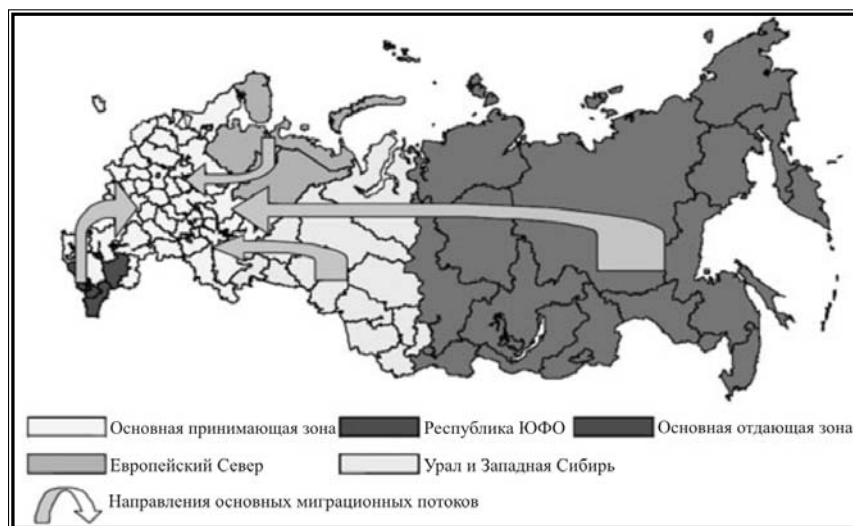 Основная принимающая зона
Республика ЮФО
Основная отдающая зона
Европейский Север
Урал и Западная Сибирь
Направления основных миграционных потоков